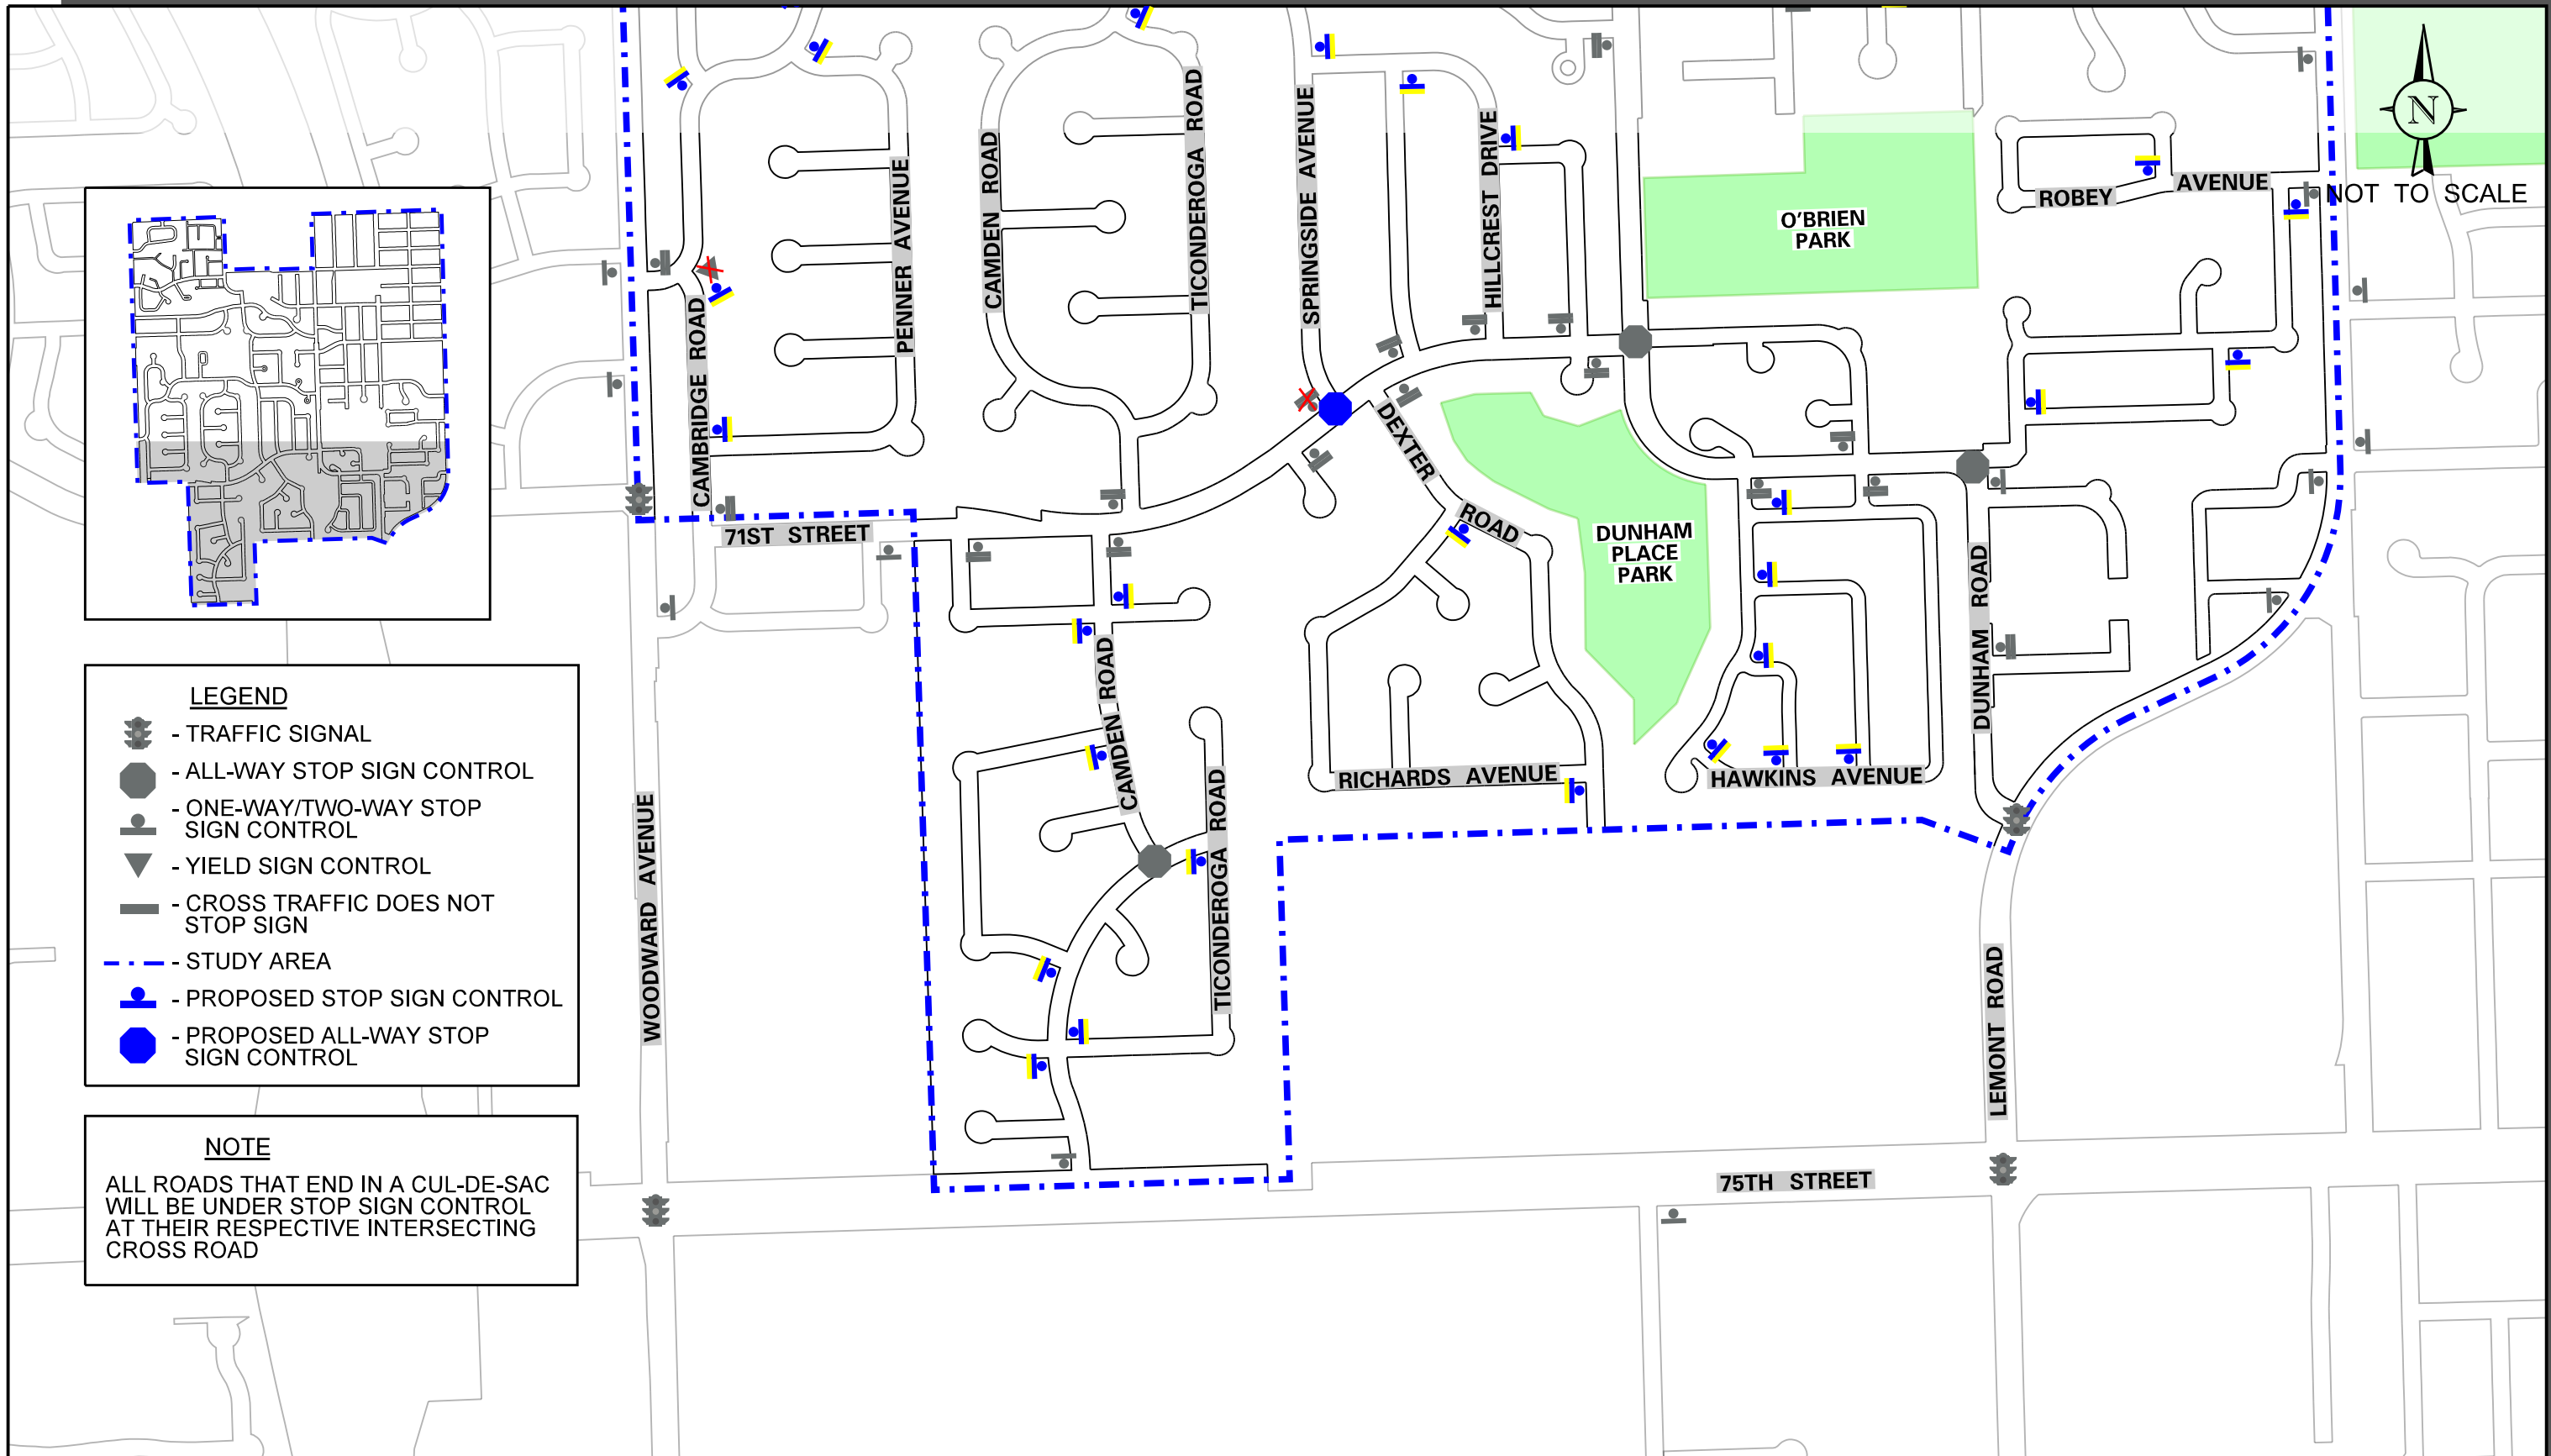 N
NOT TO SCALE
CAMBRIDGE ROAD
PENNER AVENUE
CAMDEN ROAD
TICONDEROGA ROAD
SPRINGSIDE AVENUE
HILLCREST DRIVE
O'BRIEN
PARK
ROBEY AVENUE
71ST STREET
DEXTER ROAD
DUNHAM
PLACE
PARK
DUNHAM ROAD
CAMDEN ROAD
CAMDEN ROAD
TICONDEROGA ROAD
RICHARDS AVENUE
HAWKINS AVENUE
WOODWARD AVENUE
LEMONT ROAD
75TH STREET
LEGEND
- TRAFFIC SIGNAL
- ALL-WAY STOP SIGN CONTROL
- ONE-WAY/TWO-WAY STOP
SIGN CONTROL
- YIELD SIGN CONTROL
- CROSS TRAFFIC DOES NOT
STOP SIGN
- STUDY AREA
- PROPOSED STOP SIGN CONTROL
- PROPOSED ALL-WAY STOP
SIGN CONTROL
NOTE
ALL ROADS THAT END IN A CUL-DE-SAC
WILL BE UNDER STOP SIGN CONTROL
AT THEIR RESPECTIVE INTERSECTING
CROSS ROAD